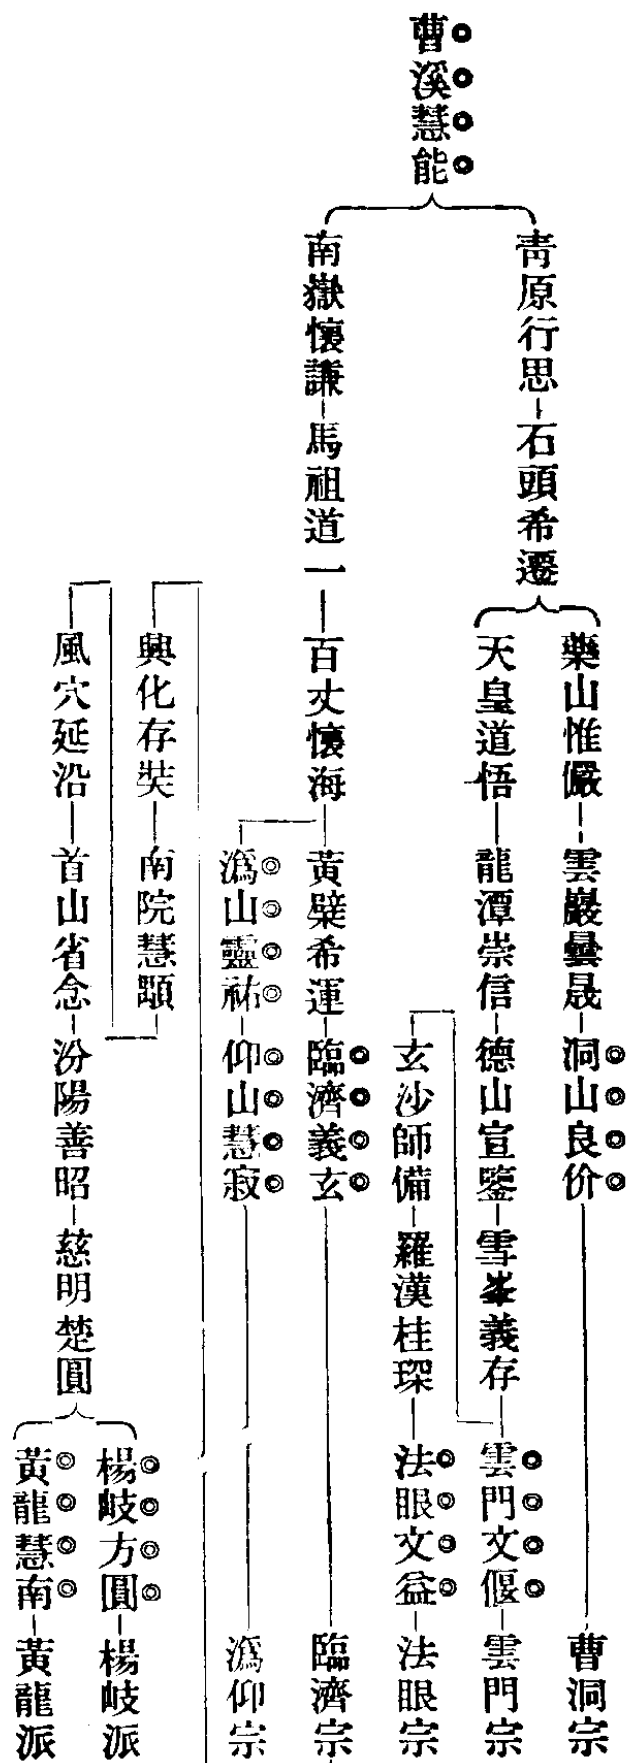 曹溪慧能
青原行思
石頭希遷
藥山惟儼
雲巖曇晟
洞山良价
曹洞宗
天皇道悟
龍潭崇信
德山宣鑒
雪峯義存
雲門文偃
雲門宗
玄沙師備
羅漢桂琛
法眼文益
法眼宗
南嶽懷讓
馬祖道一
百丈懷海
黃檗希運
臨濟義玄
臨濟宗
潙山靈祐
仰山慧寂
潙仰宗
興化存奘
南院慧顒
風穴延沼
首山省念
汾陽善昭
慈明楚圓
楊岐方圓
楊岐派
黃龍慧南
黃龍派